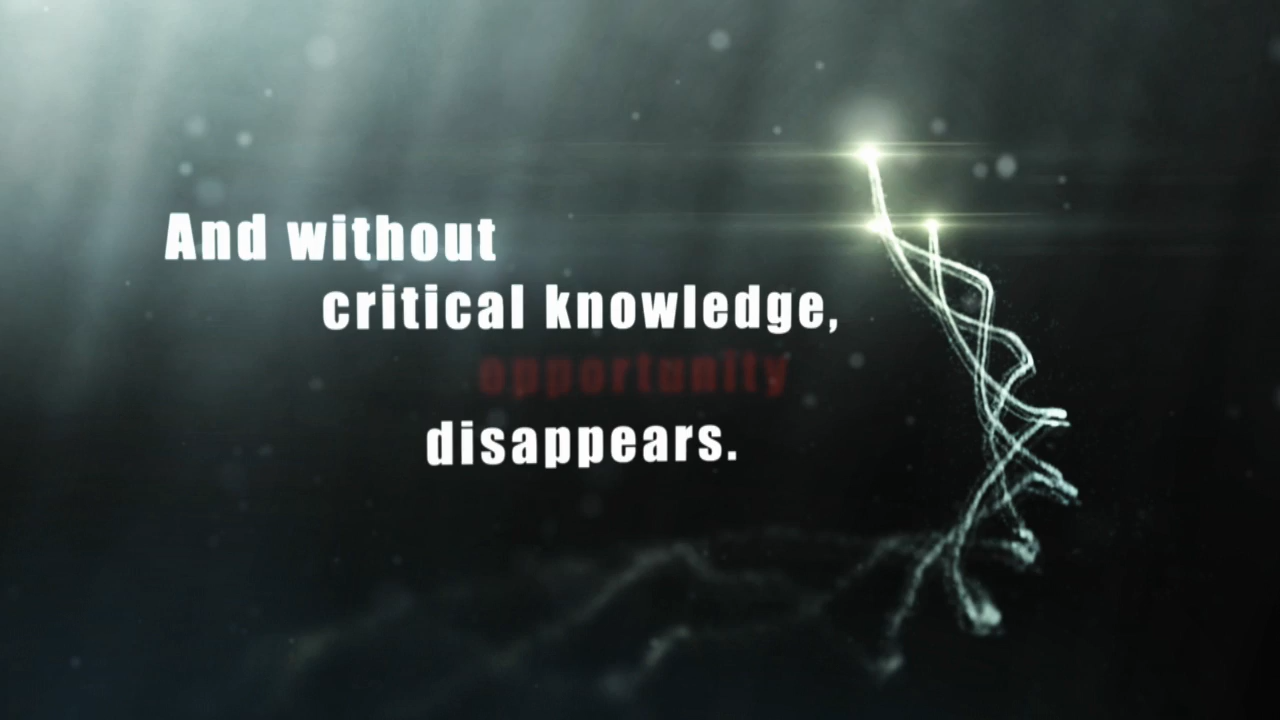 And without
critical knowledge,
opportunity
disappears.